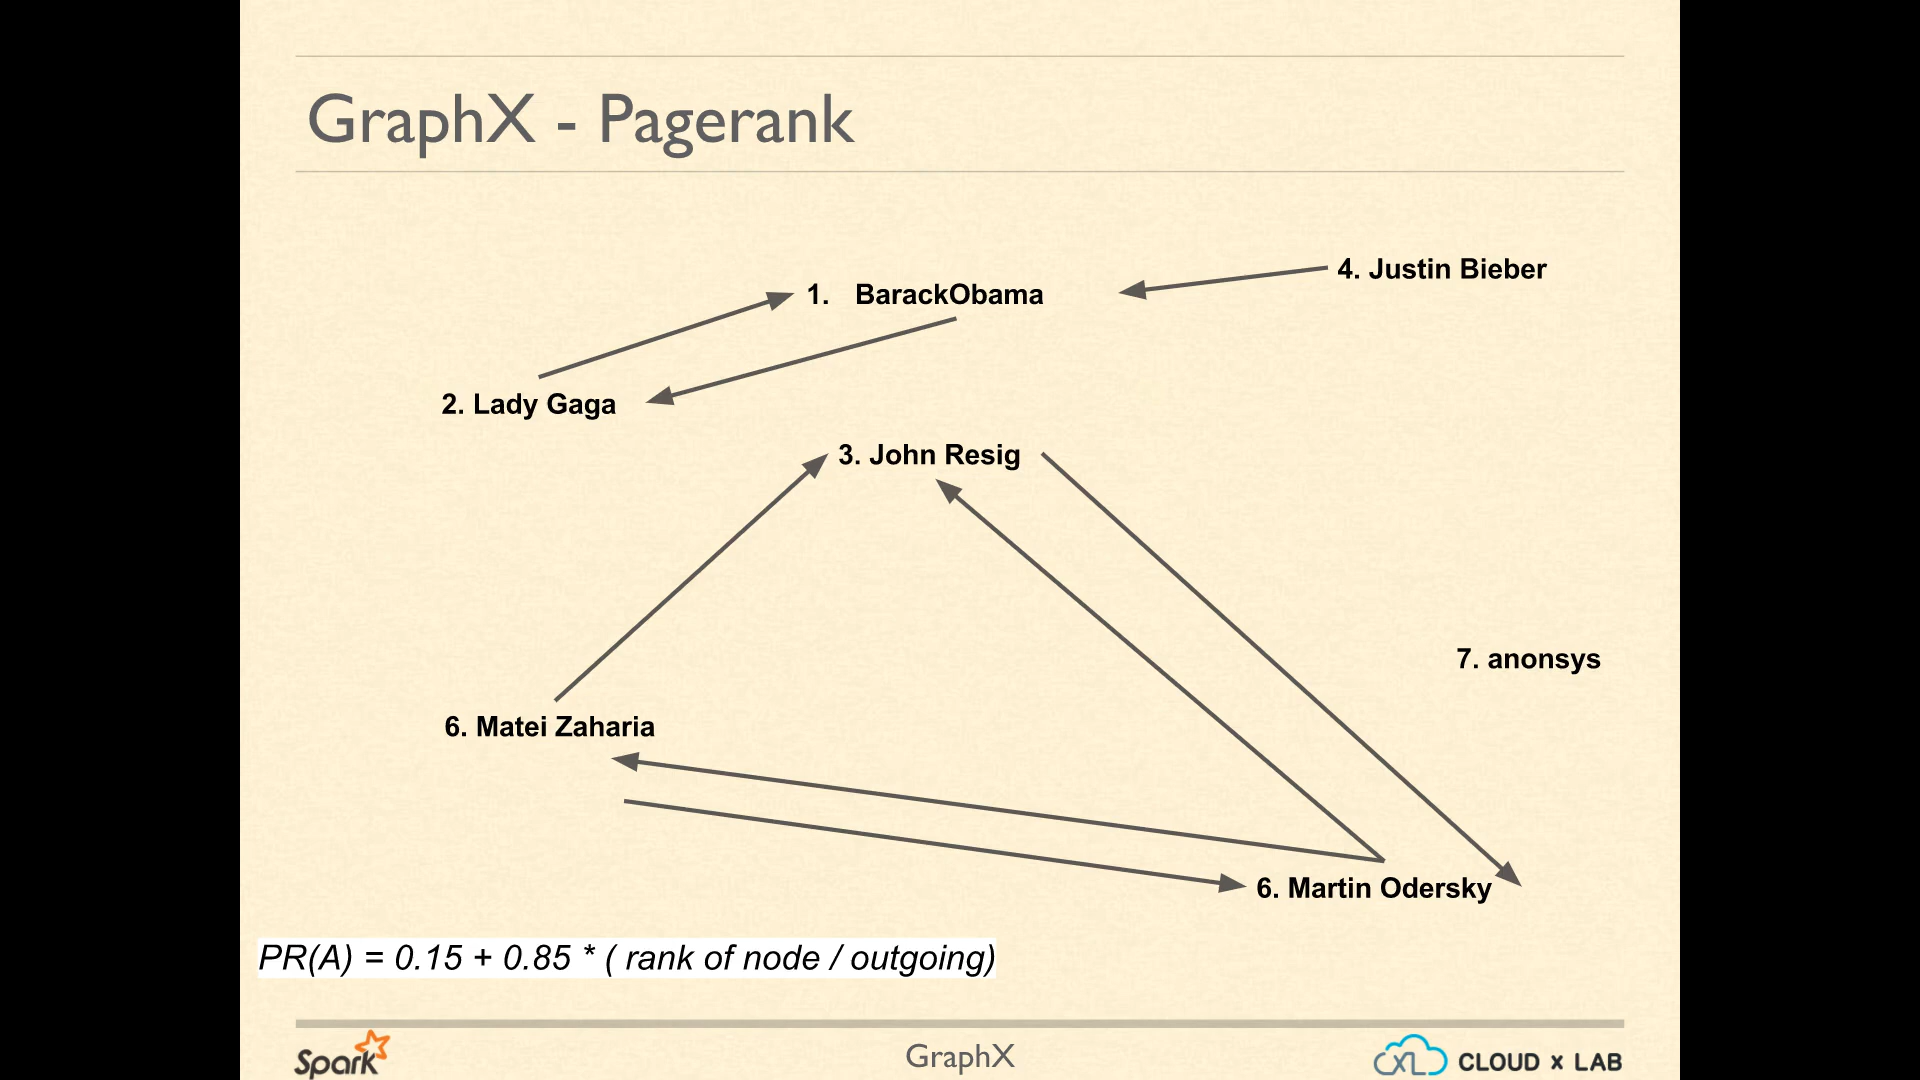 GraphX - Pagerank
4. Justin Bieber
1. BarackObama
2. Lady Gaga
3. John Resig
7. anonsys
6. Matei Zaharia
6. Martin Odersky
PR(A) = 0.15 + 0.85 * ( rank of node / outgoing)
Spark
GraphX
CXL CLOUD x LAB